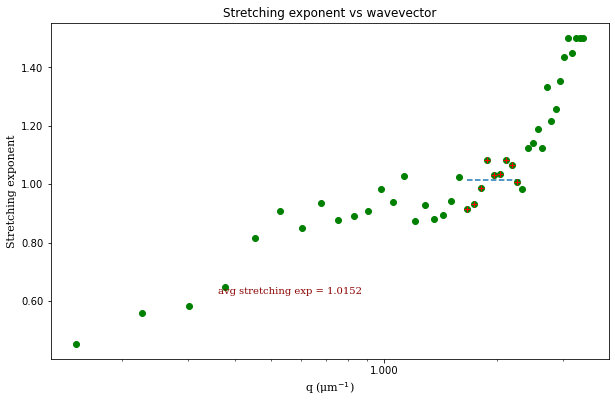 Stretching exponent vs wavevector
Stretching exponent
1.40
1.20
1.00
0.80
0.60
avg stretching exp = 1.0152
1.000
q (μm⁻¹)